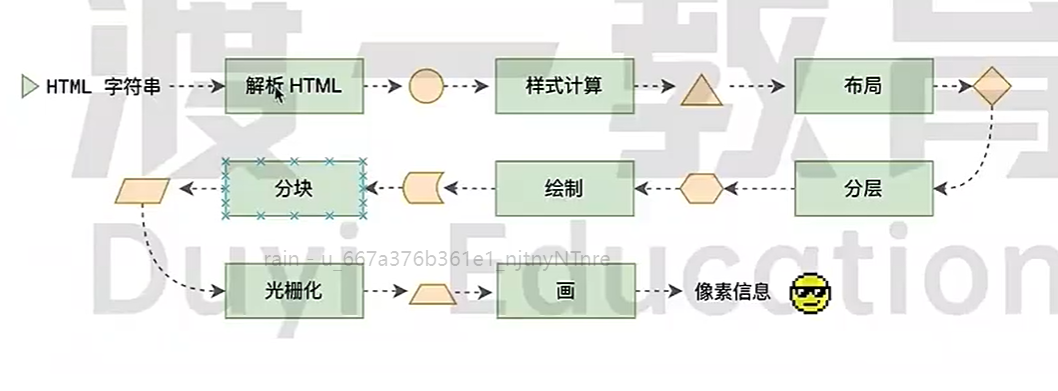 HTML 字符串
解析 HTML
样式计算
布局
分层
绘制
分块
光栅化
画
像素信息
渡一教育
Duyi Education
rain - u_667a376b361e1_njtnyNTnre